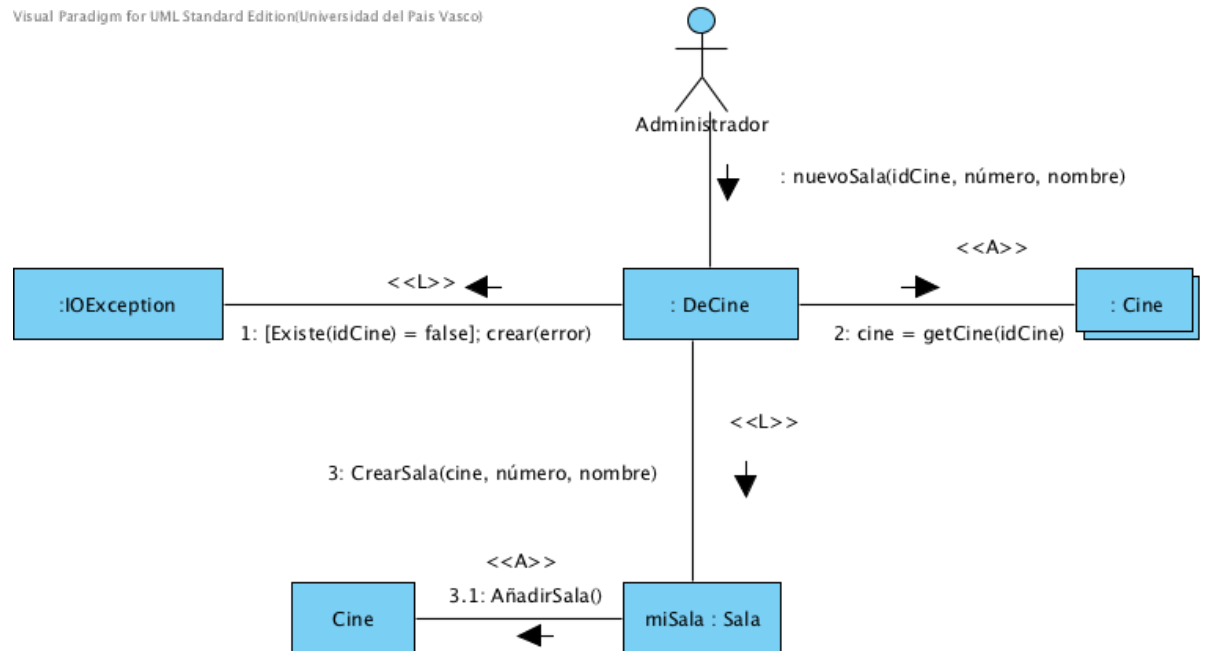 Visual Paradigm for UML Standard Edition(Universidad del Pais Vasco)
Administrador
: nuevoSala(idCine, número, nombre)
<<A>>
<<L>>
:IOException
: DeCine
: Cine
1: [Existe(idCine) = false]; crear(error)
2: cine = getCine(idCine)
<<L>>
3: CrearSala(cine, número, nombre)
<<A>>
3.1: AñadirSala()
Cine
miSala : Sala